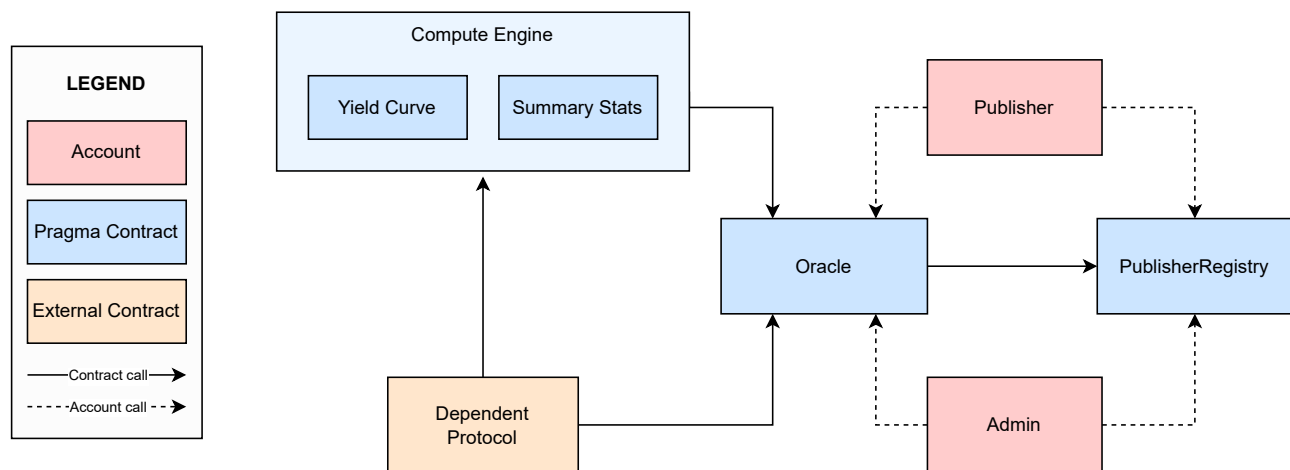 LEGEND
Account
Pragma Contract
External Contract
Contract call
Account call
Compute Engine
Yield Curve
Summary Stats
Publisher
Oracle
PublisherRegistry
Dependent
Protocol
Admin